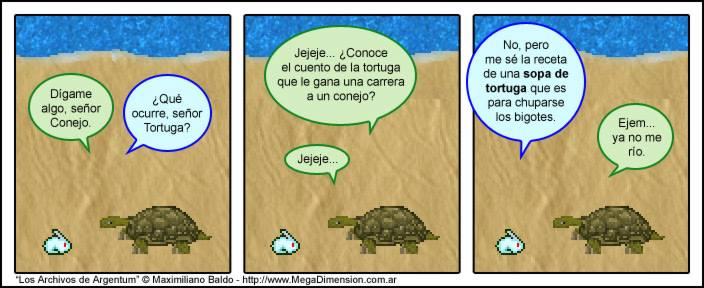 Dígame
algo, señor
Conejo.
¿Qué
ocurre, señor
Tortuga?
Jejeje... ¿Conoce
el cuento de la tortuga
que le gana una carrera
a un conejo?
Jejeje...
No, pero
me sé la receta
de una sopa de
tortuga que es
para chuparse
los bigotes.
Ejem...
ya no me
río.
"Los Archivos de Argentum" © Maximiliano Baldo - http://www.MegaDimension.com.ar